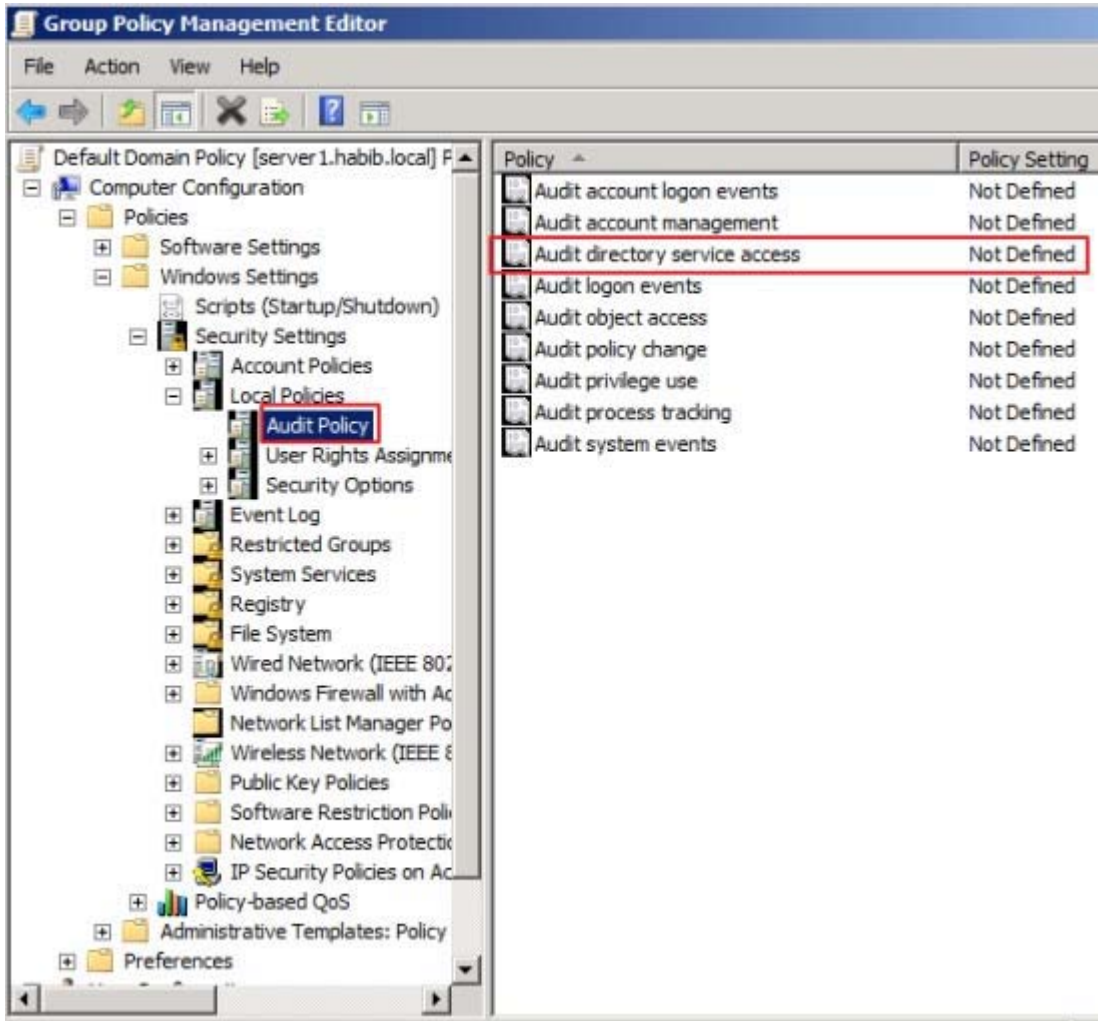 Group Policy Management Editor
File Action View Help
Default Domain Policy [server1.habib.local] P
Computer Configuration
Policies
Software Settings
Windows Settings
Scripts (Startup/Shutdown)
Security Settings
Account Policies
Local Policies
Audit Policy
User Rights Assignme
Security Options
Event Log
Restricted Groups
System Services
Registry
File System
Wired Network (IEEE 802
Windows Firewall with Ad
Network List Manager Po
Wireless Network (IEEE 8
Public Key Policies
Software Restriction Poli
Network Access Protectio
IP Security Policies on Ac
Policy-based QoS
Administrative Templates: Policy
Preferences
Policy Policy Setting
Audit account logon events Not Defined
Audit account management Not Defined
Audit directory service access Not Defined
Audit logon events Not Defined
Audit object access Not Defined
Audit policy change Not Defined
Audit privilege use Not Defined
Audit process tracking Not Defined
Audit system events Not Defined